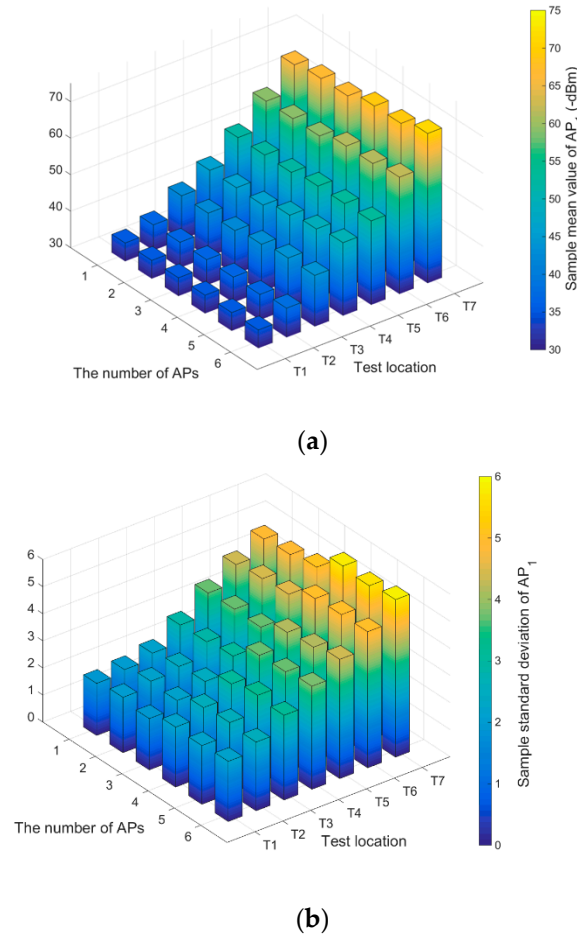 75
70
65
60
55
50
45
40
35
30
Sample mean value of AP1 (-dBm)
70
60
50
40
30
1
2
3
4
5
6
The number of APs
T1
T2
T3
T4
T5
T6
T7
Test location
(a)
6
5
4
3
2
1
0
Sample standard deviation of AP1
6
5
4
3
2
1
0
1
2
3
4
5
6
The number of APs
T1
T2
T3
T4
T5
T6
T7
Test location
(b)